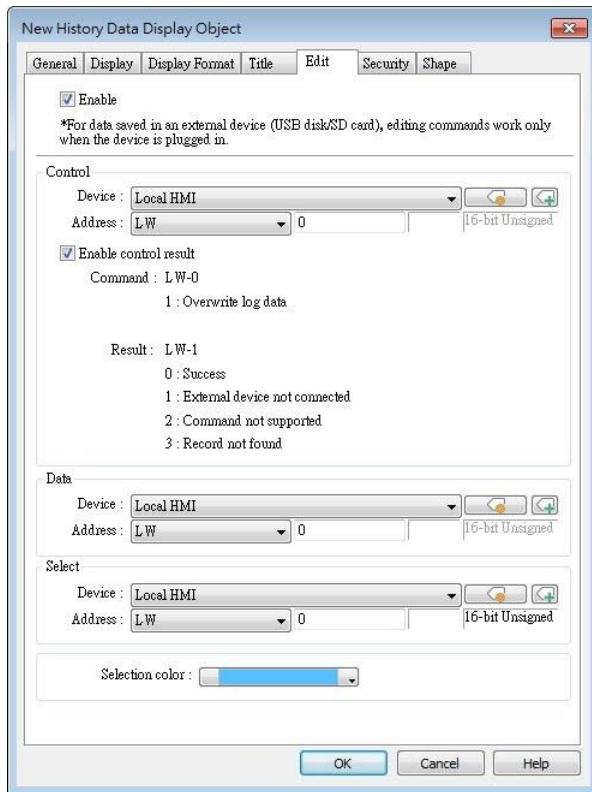 New History Data Display Object
General Display Display Format Title Edit Security Shape
Enable
*For data saved in an external device (USB disk/SD card), editing commands work only
when the device is plugged in.
Control
Device : Local HMI
Address : LW 0 16-bit Unsigned
Enable control result
Command : LW-0
1 : Overwrite log data
Result : LW-1
0 : Success
1 : External device not connected
2 : Command not supported
3 : Record not found
Data
Device : Local HMI
Address : LW 0 16-bit Unsigned
Select
Device : Local HMI
Address : LW 0 16-bit Unsigned
Selection color :
OK Cancel Help